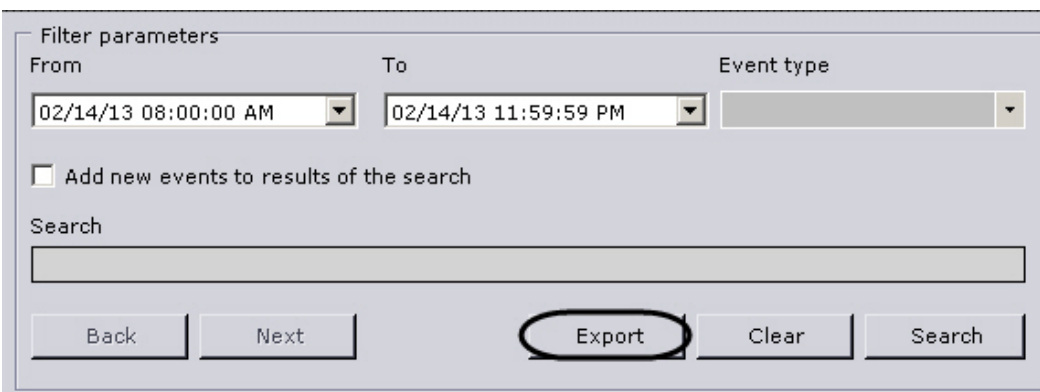 Filter parameters
From To Event type
02/14/13 08:00:00 AM 02/14/13 11:59:59 PM
Add new events to results of the search
Search
Back Next Export Clear Search